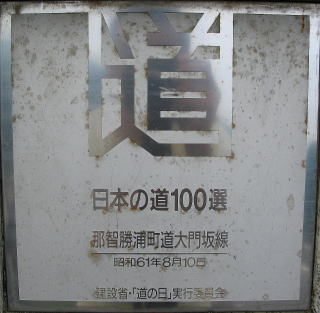 道
日本の道100選
那智勝浦町道大門坂線
昭和61年8月10日
建設省・「道の日」実行委員会